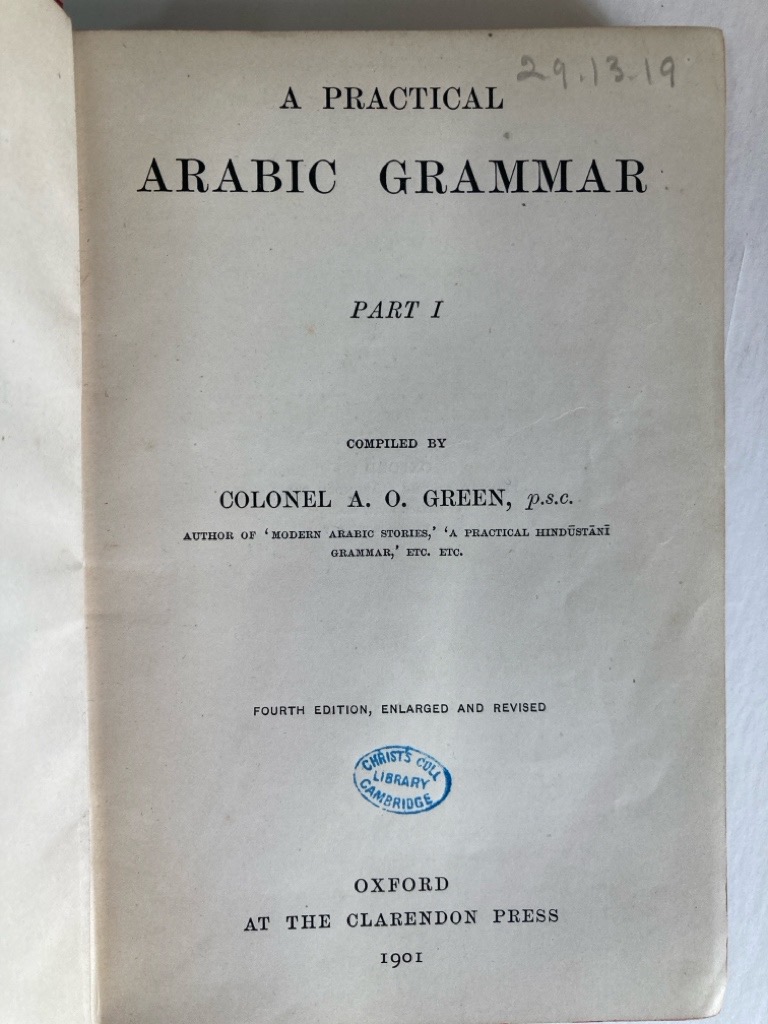 29.13.19
A PRACTICAL
ARABIC GRAMMAR
PART I
COMPILED BY
COLONEL A. O. GREEN, p.s.c.
AUTHOR OF ‘MODERN ARABIC STORIES,’ ‘A PRACTICAL HINDŪSTĀNĪ
GRAMMAR,’ ETC. ETC.
FOURTH EDITION, ENLARGED AND REVISED
CHRIST'S COLL
LIBRARY
CAMBRIDGE
OXFORD
AT THE CLARENDON PRESS
1901